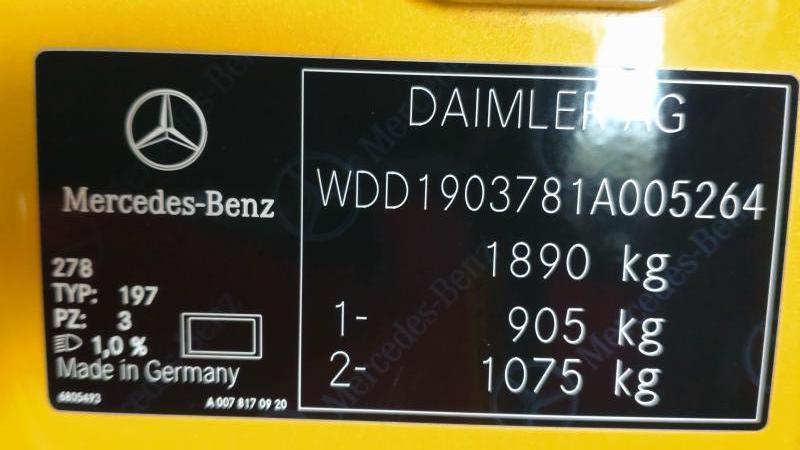 Mercedes-Benz
278
TYP: 197
PZ: 3
1,0 %
Made in Germany
6805493
A 007 817 09 20
DAIMLER AG
WDD1903781A005264
1890 kg
1- 905 kg
2- 1075 kg